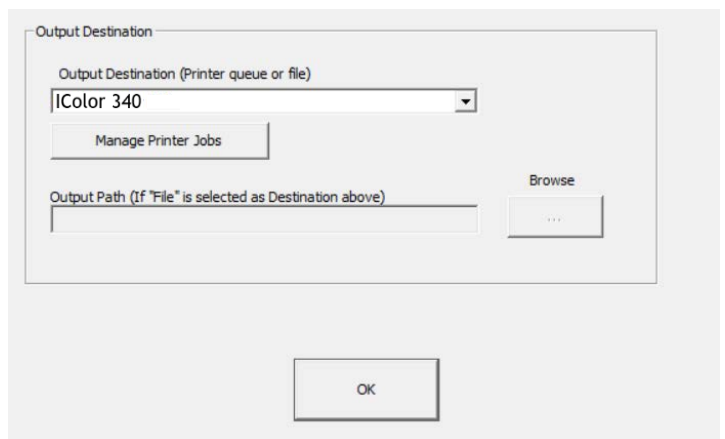 Output Destination
Output Destination (Printer queue or file)
IColor 340
Manage Printer Jobs
Browse
Output Path (If "File" is selected as Destination above)
...
OK